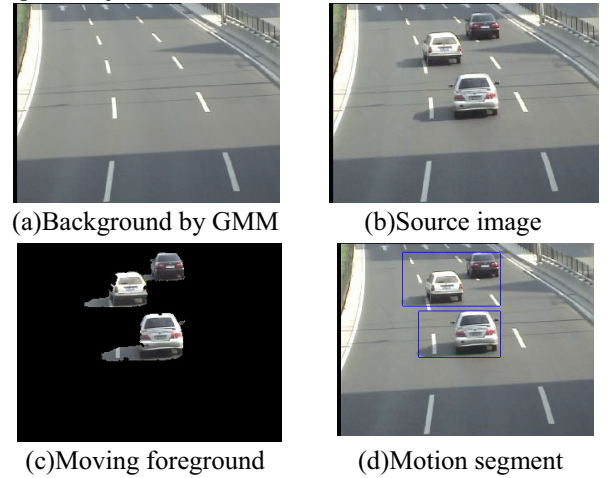 (a)Background by GMM
(b)Source image
(c)Moving foreground
(d)Motion segment